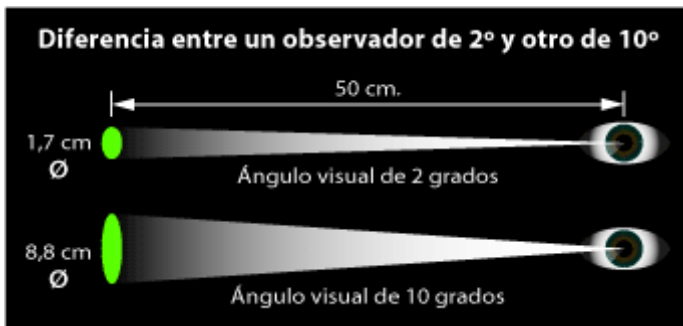 Diferencia entre un observador de 2º y otro de 10º
50 cm.
1,7 cm
Ø
Ángulo visual de 2 grados
8,8 cm
Ø
Ángulo visual de 10 grados